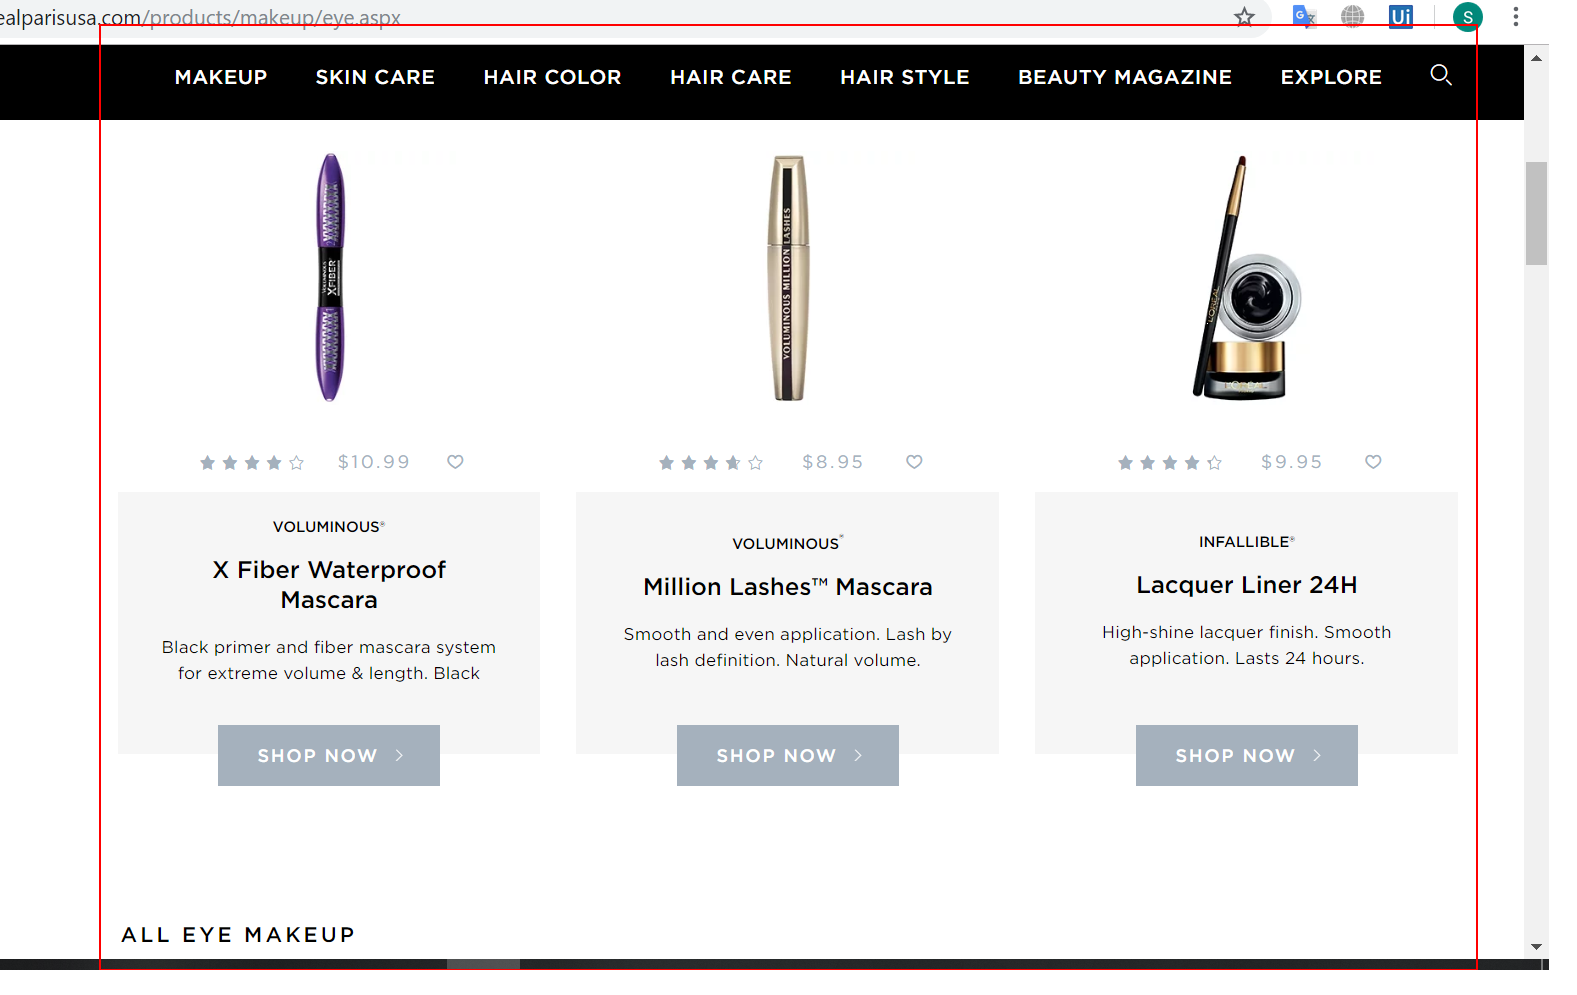 ealparisusa.com/products/makeup/eye.aspx
Ui
S
MAKEUP SKIN CARE HAIR COLOR HAIR CARE HAIR STYLE BEAUTY MAGAZINE EXPLORE
VOLUMINOUS XFIBER
VOLUMINOUS MILLION LASHES
L'OREAL
L'OREAL
$10.99
$8.95
$9.95
VOLUMINOUS®
X Fiber Waterproof
Mascara
Black primer and fiber mascara system
for extreme volume & length. Black
SHOP NOW >
VOLUMINOUS®
Million Lashes™ Mascara
Smooth and even application. Lash by
lash definition. Natural volume.
SHOP NOW >
INFALLIBLE®
Lacquer Liner 24H
High-shine lacquer finish. Smooth
application. Lasts 24 hours.
SHOP NOW >
ALL EYE MAKEUP